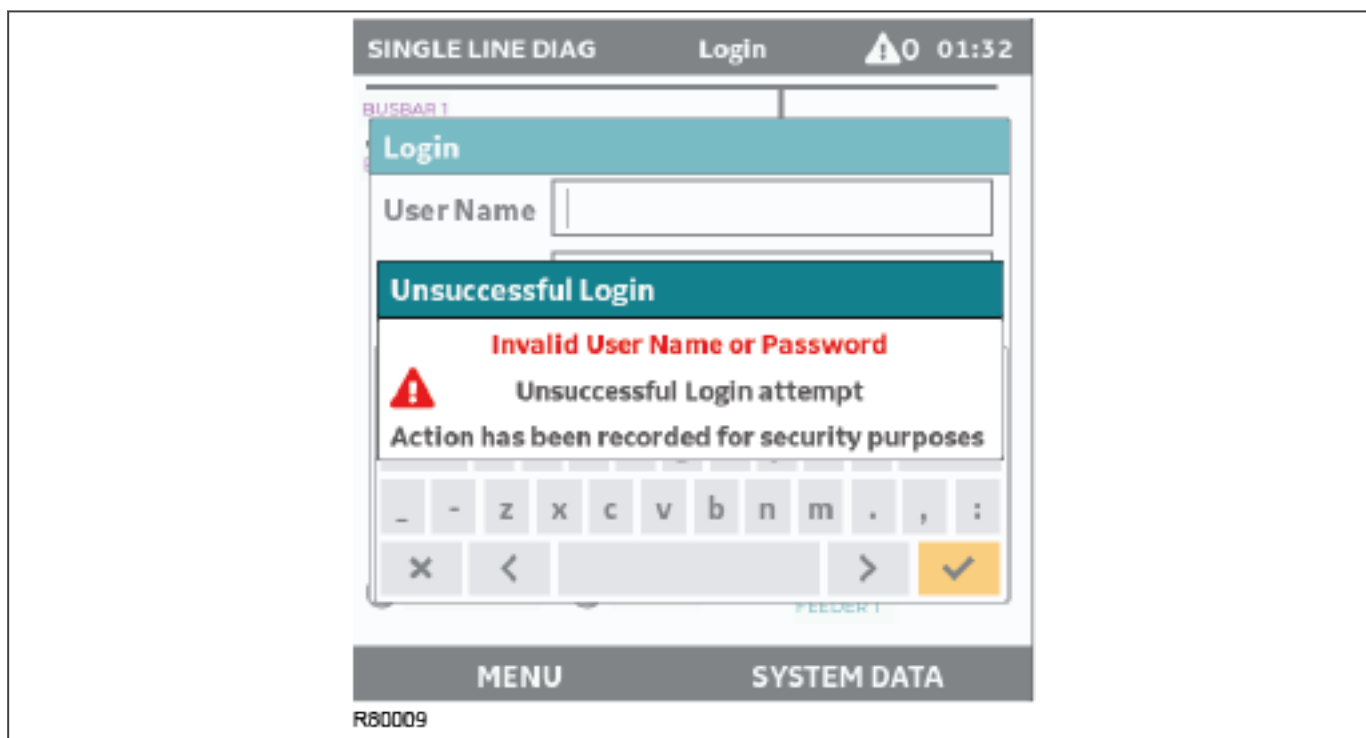 SINGLE LINE DIAG Login 0 01:32
BUSBAR 1
Login
User Name
Unsuccessful Login
Invalid User Name or Password
Unsuccessful Login attempt
Action has been recorded for security purposes
_ - z x c v b n m . , :
< >
FEEDER 1
MENU SYSTEM DATA
R80009